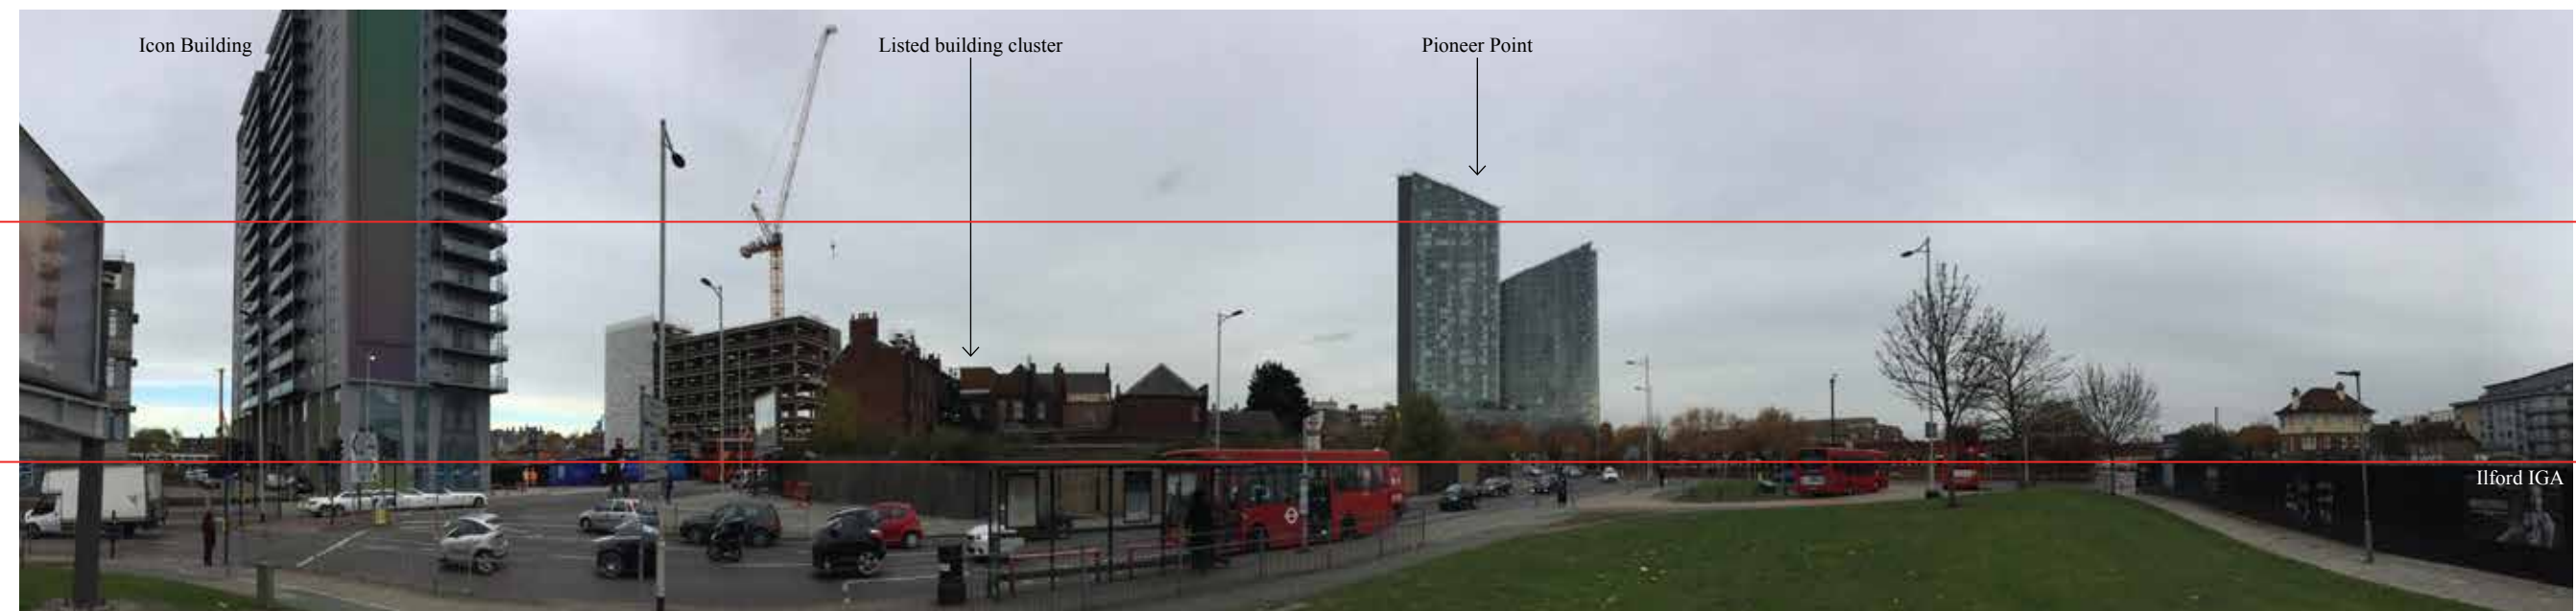 Icon Building
Listed building cluster
Pioneer Point
Ilford IGA